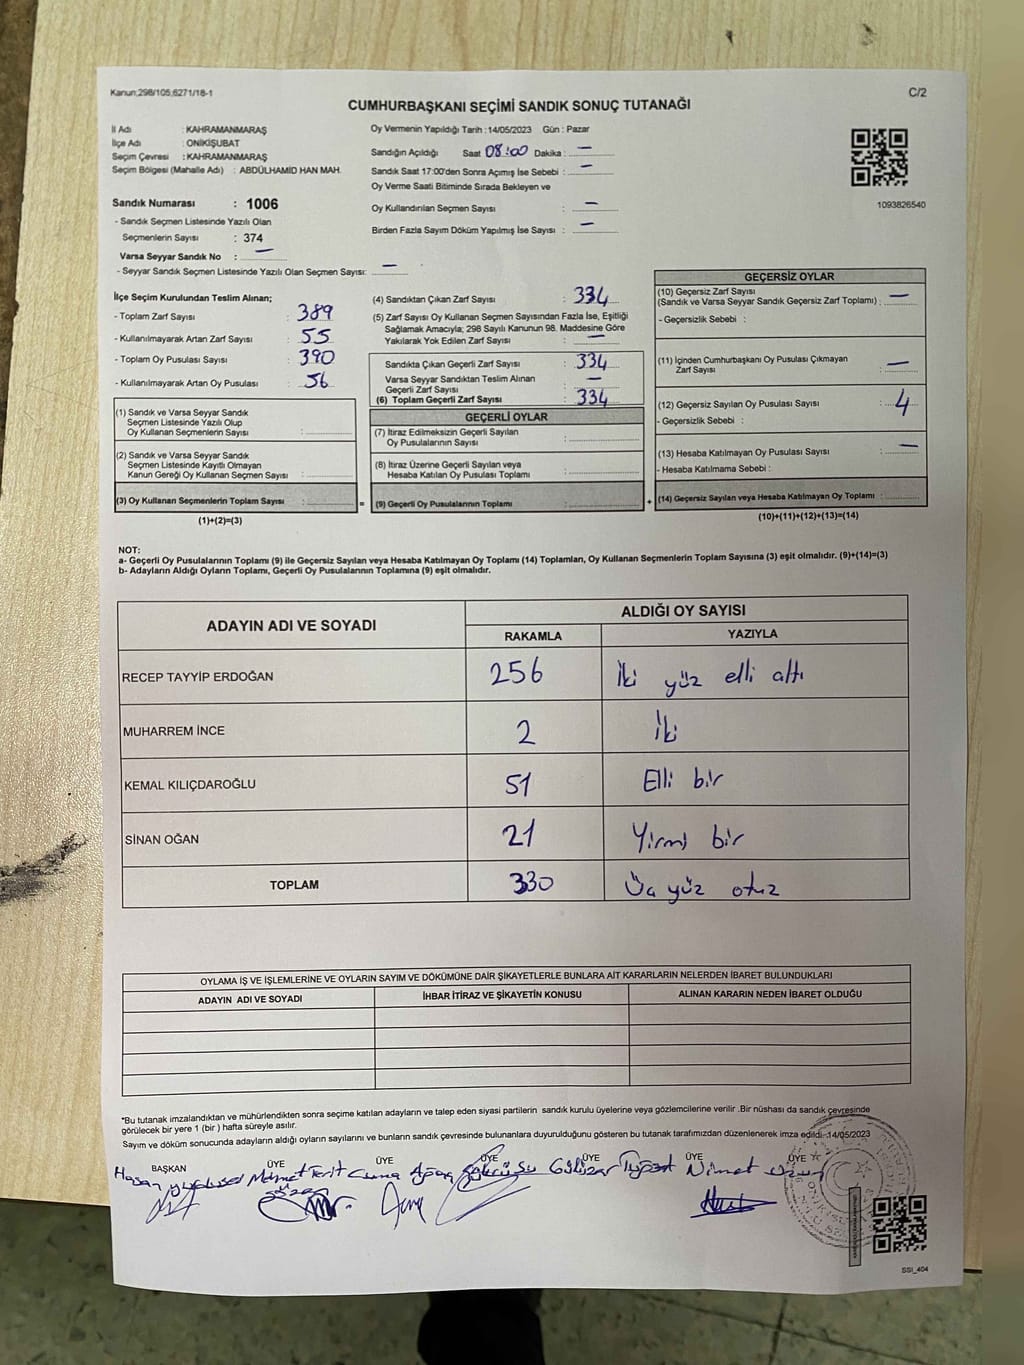 Kanun;298/105;6271/18-1
C/2
CUMHURBAŞKANI SEÇİMİ SANDIK SONUÇ TUTANAĞI
İl Adı : KAHRAMANMARAŞ
İlçe Adı : ONİKİŞUBAT
Seçim Çevresi : KAHRAMANMARAŞ
Seçim Bölgesi (Mahalle Adı) : ABDÜLHAMİD HAN MAH.
Oy Vermenin Yapıldığı Tarih :14/05/2023 Gün : Pazar
Sandığın Açıldığı Saat 08:00 Dakika : —
Sandık Saat 17:00'den Sonra Açımış İse Sebebi : —
Oy Verme Saati Bitiminde Sırada Bekleyen ve
Oy Kullandırılan Seçmen Sayısı : —
Birden Fazla Sayım Döküm Yapılmış İse Sayısı : —
1093826540
Sandık Numarası : 1006
- Sandık Seçmen Listesinde Yazılı Olan
Seçmenlerin Sayısı : 374
Varsa Seyyar Sandık No : —
- Seyyar Sandık Seçmen Listesinde Yazılı Olan Seçmen Sayısı: —
İlçe Seçim Kurulundan Teslim Alınan;
- Toplam Zarf Sayısı : 389
- Kullanılmayarak Artan Zarf Sayısı : 55
- Toplam Oy Pusulası Sayısı : 390
- Kullanılmayarak Artan Oy Pusulası : 56
(1) Sandık ve Varsa Seyyar Sandık
Seçmen Listesinde Yazılı Olup
Oy Kullanan Seçmenlerin Sayısı :
(2) Sandık ve Varsa Seyyar Sandık
Seçmen Listesinde Kayıtlı Olmayan
Kanun Gereği Oy Kullanan Seçmen Sayısı :
(3) Oy Kullanan Seçmenlerin Toplam Sayısı :
(1)+(2)=(3)
(4) Sandıktan Çıkan Zarf Sayısı : 334
(5) Zarf Sayısı Oy Kullanan Seçmen Sayısından Fazla İse, Eşitliği
Sağlamak Amacıyla; 298 Sayılı Kanunun 98. Maddesine Göre
Yakılarak Yok Edilen Zarf Sayısı : —
Sandıkta Çıkan Geçerli Zarf Sayısı : 334
Varsa Seyyar Sandıktan Teslim Alınan
Geçerli Zarf Sayısı : —
(6) Toplam Geçerli Zarf Sayısı : 334
=
GEÇERLİ OYLAR
(7) İtiraz Edilmeksizin Geçerli Sayılan
Oy Pusulalarının Sayısı :
(8) İtiraz Üzerine Geçerli Sayılan veya
Hesaba Katılan Oy Pusulası Toplamı :
(9) Geçerli Oy Pusulalarının Toplamı :
+
GEÇERSİZ OYLAR
(10) Geçersiz Zarf Sayısı
(Sandık ve Varsa Seyyar Sandık Geçersiz Zarf Toplamı) : —
- Geçersizlik Sebebi :
(11) İçinden Cumhurbaşkanı Oy Pusulası Çıkmayan
Zarf Sayısı : —
(12) Geçersiz Sayılan Oy Pusulası Sayısı : 4
- Geçersizlik Sebebi :
(13) Hesaba Katılmayan Oy Pusulası Sayısı : —
- Hesaba Katılmama Sebebi :
(14) Geçersiz Sayılan veya Hesaba Katılmayan Oy Toplamı :
(10)+(11)+(12)+(13)=(14)
NOT:
a- Geçerli Oy Pusulalarının Toplamı (9) ile Geçersiz Sayılan veya Hesaba Katılmayan Oy Toplamı (14) Toplamları, Oy Kullanan Seçmenlerin Toplam Sayısına (3) eşit olmalıdır. (9)+(14)=(3)
b- Adayların Aldığı Oyların Toplamı, Geçerli Oy Pusulalarının Toplamına (9) eşit olmalıdır.
ADAYIN ADI VE SOYADI
ALDIĞI OY SAYISI
RAKAMLA YAZIYLA
RECEP TAYYİP ERDOĞAN 256 İki yüz elli altı
MUHARREM İNCE 2 İki
KEMAL KILIÇDAROĞLU 51 Elli bir
SİNAN OĞAN 21 Yirmi bir
TOPLAM 330 Üç yüz otuz
OYLAMA İŞ VE İŞLEMLERİNE VE OYLARIN SAYIM VE DÖKÜMÜNE DAİR ŞİKAYETLERLE BUNLARA AİT KARARLARIN NELERDEN İBARET BULUNDUKLARI
ADAYIN ADI VE SOYADI İHBAR İTİRAZ VE ŞİKAYETİN KONUSU ALINAN KARARIN NEDEN İBARET OLDUĞU
*Bu tutanak imzalandıktan ve mühürlendikten sonra seçime katılan adayların ve talep eden siyasi partilerin sandık kurulu üyelerine veya gözlemcilerine verilir .Bir nüshası da sandık çevresinde
görülecek bir yere 1 (bir ) hafta süreyle asılır.
Sayım ve döküm sonucunda adayların aldığı oyların sayılarını ve bunların sandık çevresinde bulunanlara duyurulduğunu gösteren bu tutanak tarafımızdan düzenlenerek imza edildi. 14/05/2023
BAŞKAN ÜYE ÜYE ÜYE ÜYE ÜYE ÜYE
Hasan Cuma Nimet
SSI_404